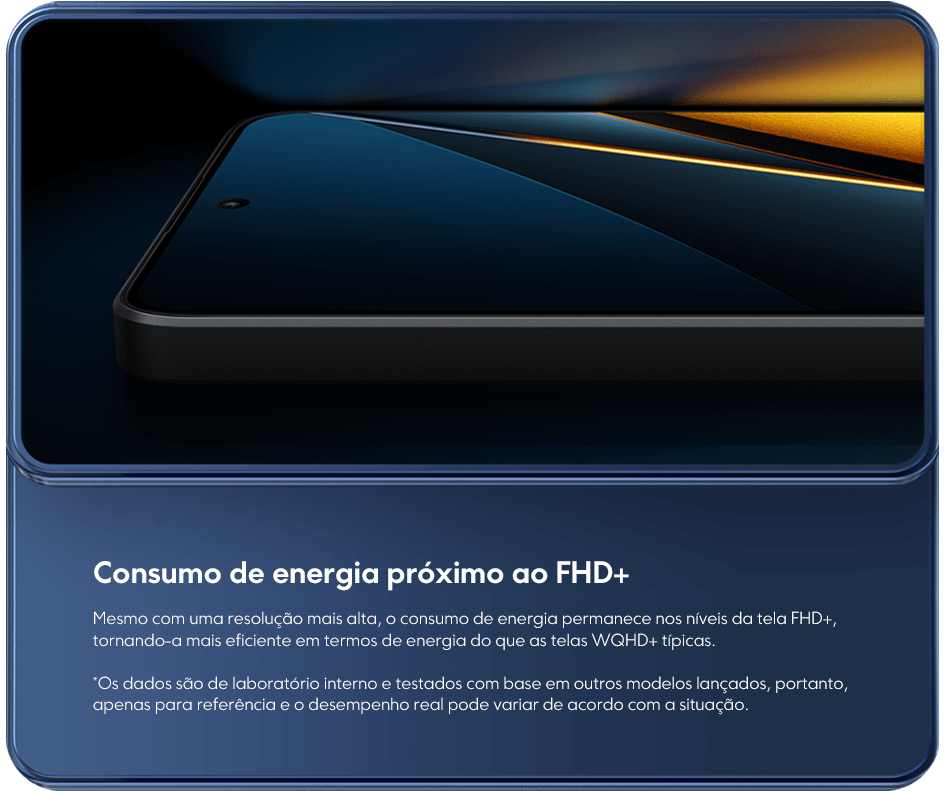 Consumo de energia próximo ao FHD+
Mesmo com uma resolução mais alta, o consumo de energia permanece nos níveis da tela FHD+,
tornando-a mais eficiente em termos de energia do que as telas WQHD+ típicas.
*Os dados são de laboratório interno e testados com base em outros modelos lançados, portanto,
apenas para referência e o desempenho real pode variar de acordo com a situação.